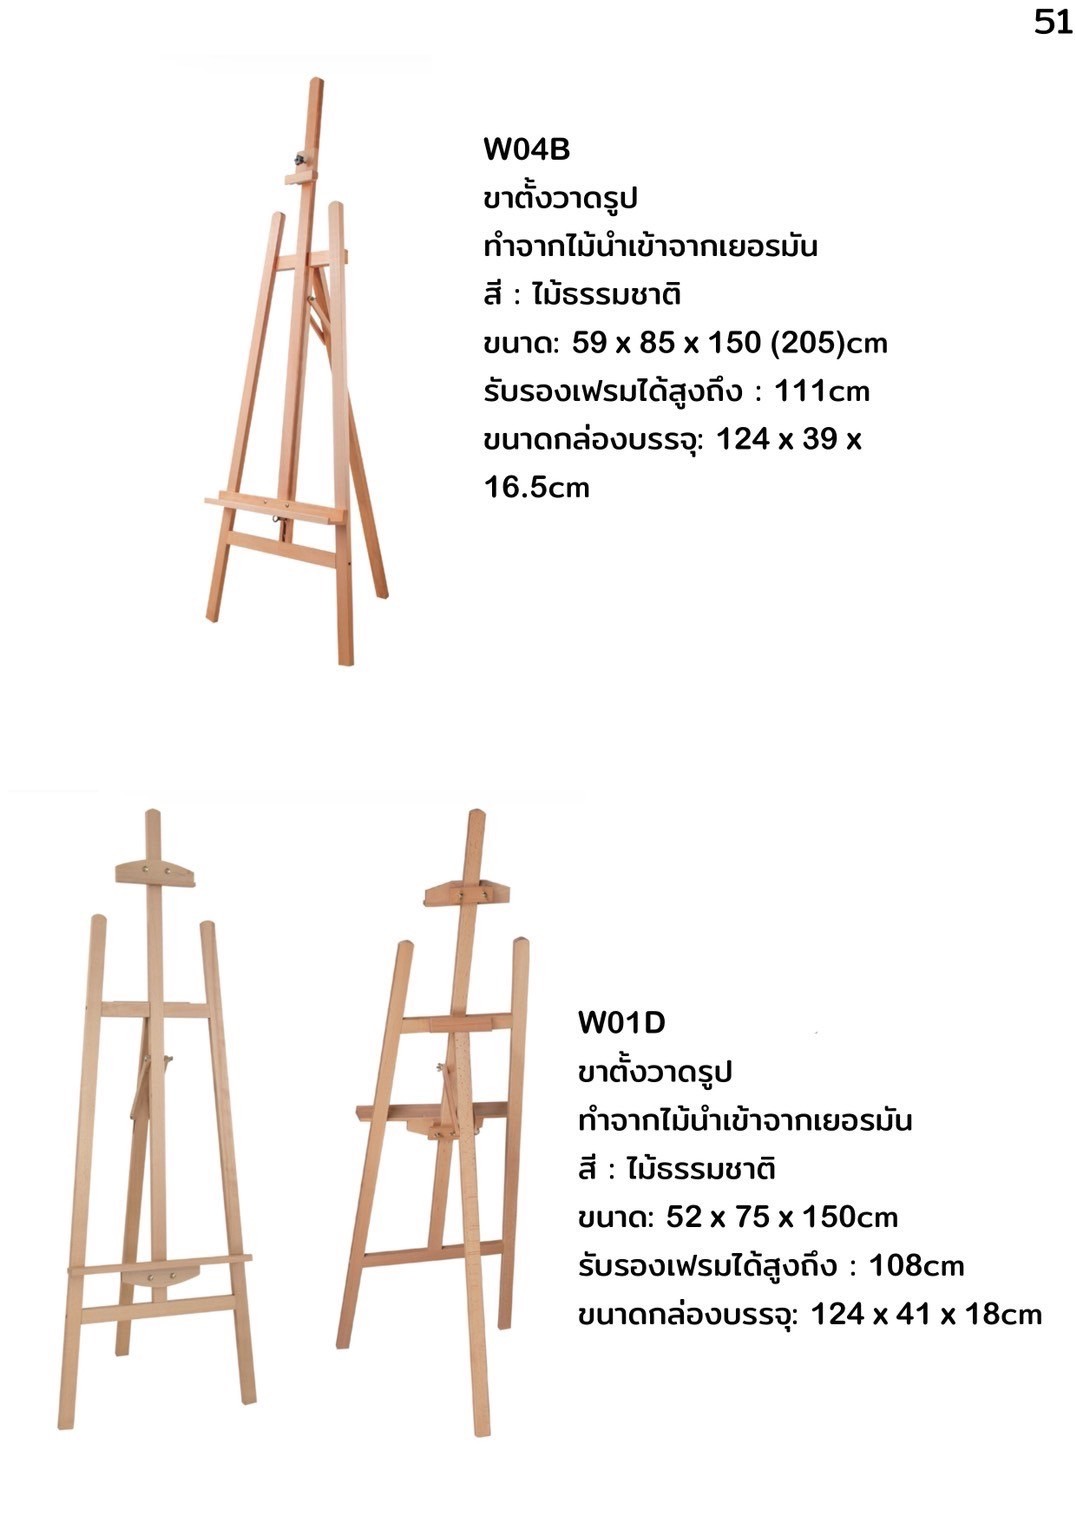 51
W04B
ขาตั้งวาดรูป
ทำจากไม้นำเข้าจากเยอรมัน
สี : ไม้ธรรมชาติ
ขนาด: 59 x 85 x 150 (205)cm
รับรองเฟรมได้สูงถึง : 111cm
ขนาดกล่องบรรจุ: 124 x 39 x
16.5cm
W01D
ขาตั้งวาดรูป
ทำจากไม้นำเข้าจากเยอรมัน
สี : ไม้ธรรมชาติ
ขนาด: 52 x 75 x 150cm
รับรองเฟรมได้สูงถึง : 108cm
ขนาดกล่องบรรจุ: 124 x 41 x 18cm